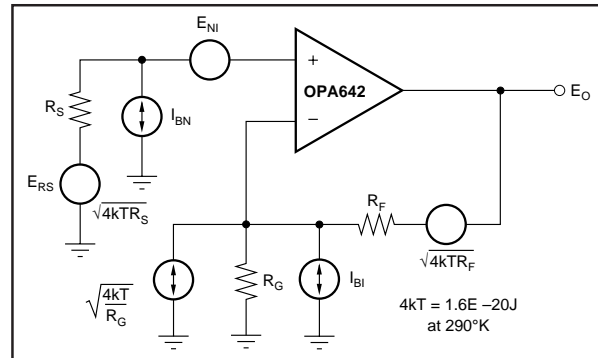 E_NI
+
OPA642
−
E_O
R_S
I_BN
E_RS
√4kTR_S
R_F
√4kTR_F
√4kT/R_G
R_G
I_BI
4kT = 1.6E –20J
at 290°K